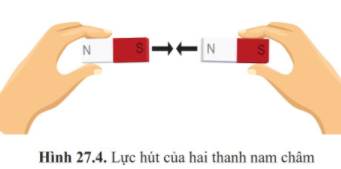 N S N S
Hình 27.4. Lực hút của hai thanh nam châm